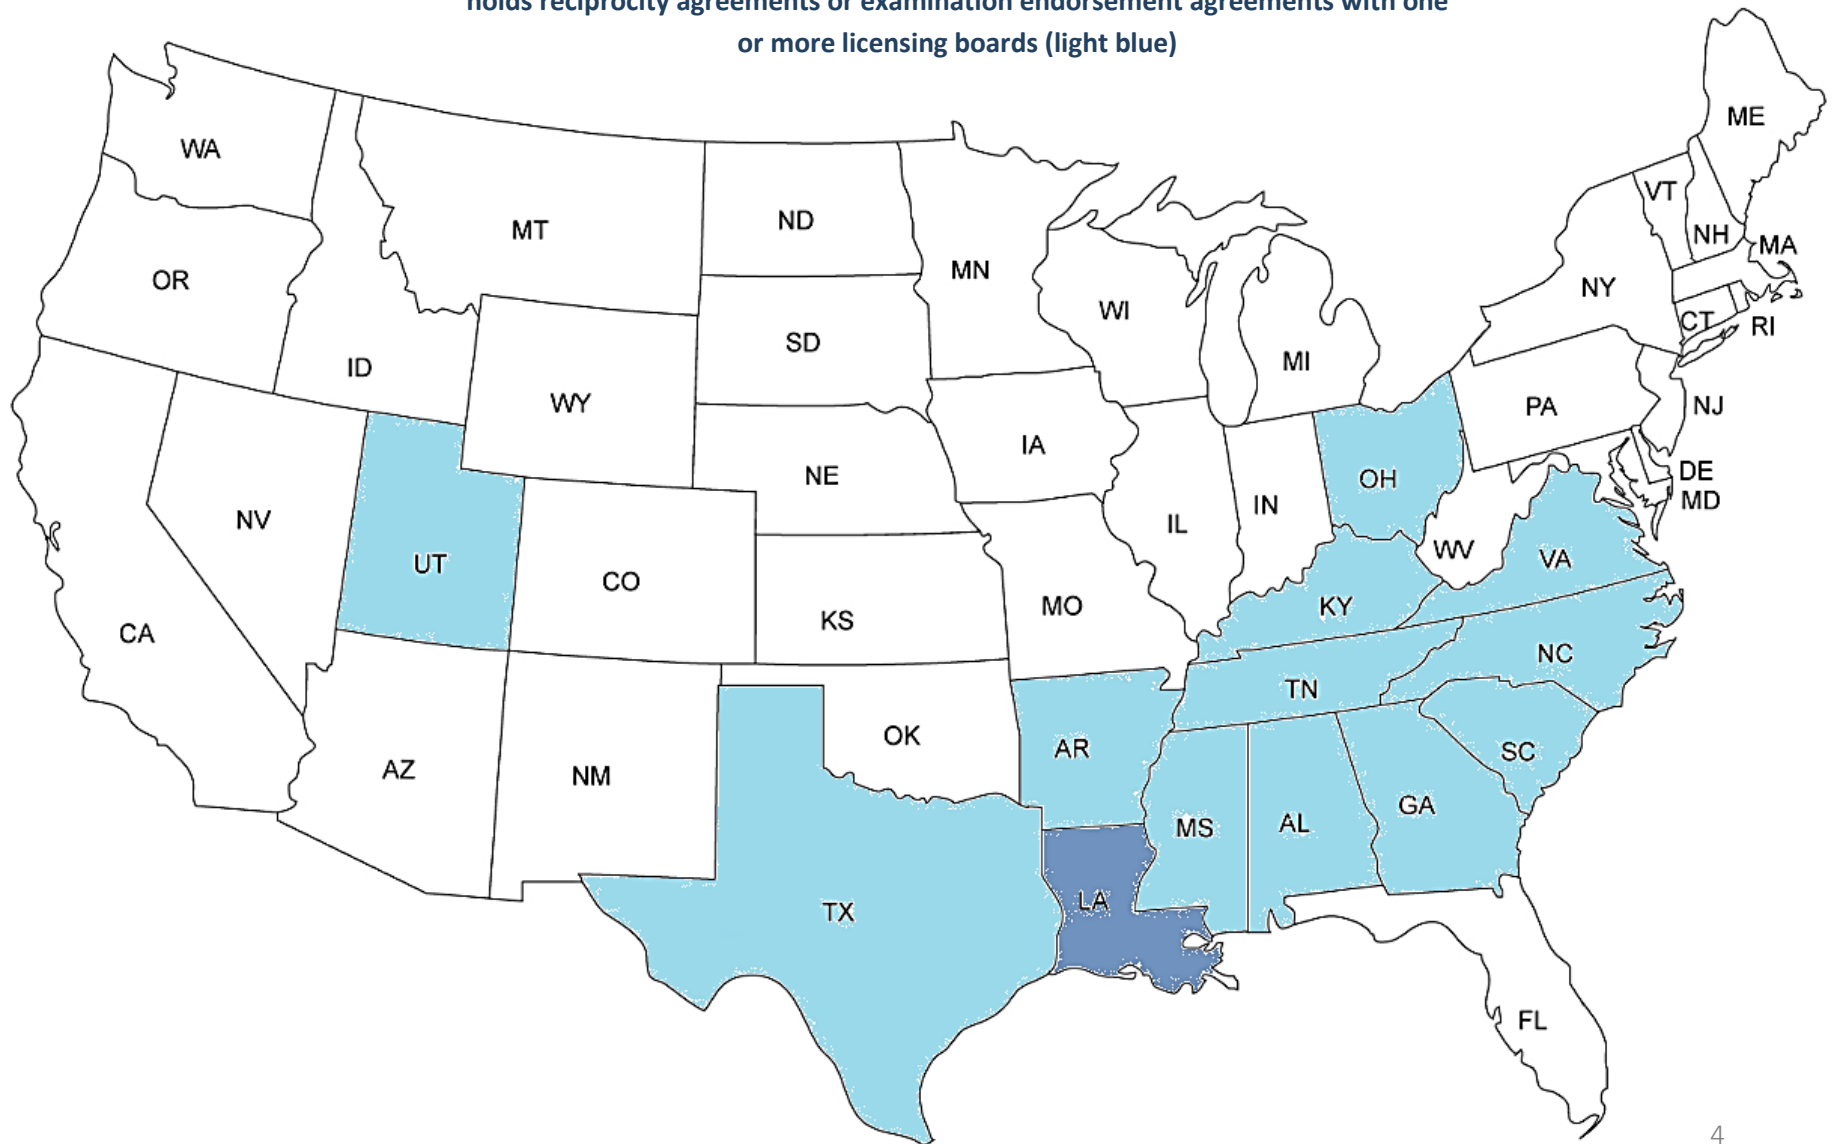 holds reciprocity agreements or examination endorsement agreements with one
or more licensing boards (light blue)
ME
WA
VT
ND
MT
NH
MA
MN
OR
NY
WI
CT
RI
SD
MI
ID
WY
PA
NJ
IA
NE
DE
OH
MD
IN
NV
IL
WV
VA
UT
CO
MO
KY
KS
CA
NC
TN
OK
AR
SC
AZ
NM
GA
MS
AL
LA
TX
FL
4